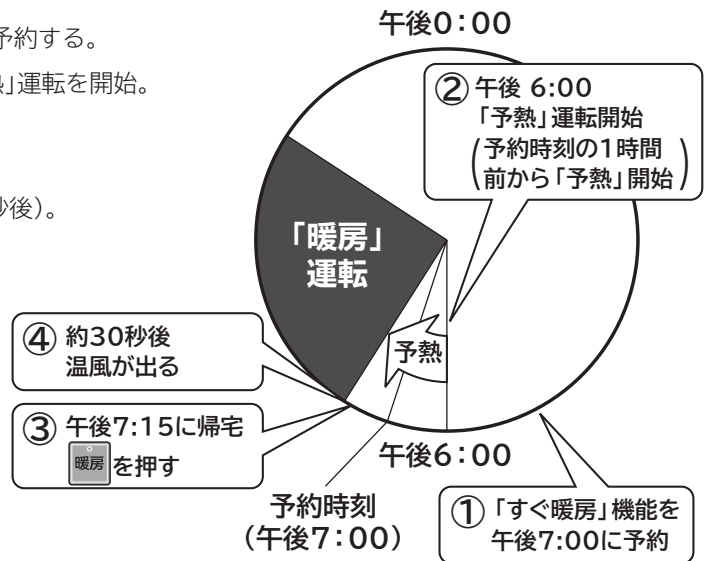 予約する。
」運転を開始。
秒後)。
午後0:00
② 午後 6:00
「予熱」運転開始
(予約時刻の1時間
前から「予熱」開始)
「暖房」
運転
④ 約30秒後
温風が出る
予熱
③ 午後7:15に帰宅
暖房 を押す
午後6:00
予約時刻
(午後7:00)
① 「すぐ暖房」機能を
午後7:00に予約